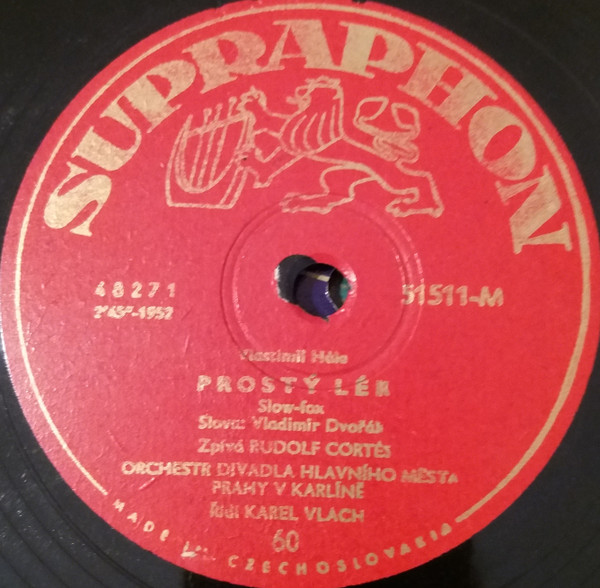 SUPRAPHON
48271
2'45"-1952
51511-M
Vlastimil Hála
PROSTÝ LÉK
Slow-fox
Slova: Vladimír Dvořák
Zpívá RUDOLF CORTÉS
ORCHESTR DIVADLA HLAVNÍHO MĚSTA
PRAHY V KARLÍNĚ
Řídí KAREL VLACH
60
MADE IN CZECHOSLOVAKIA